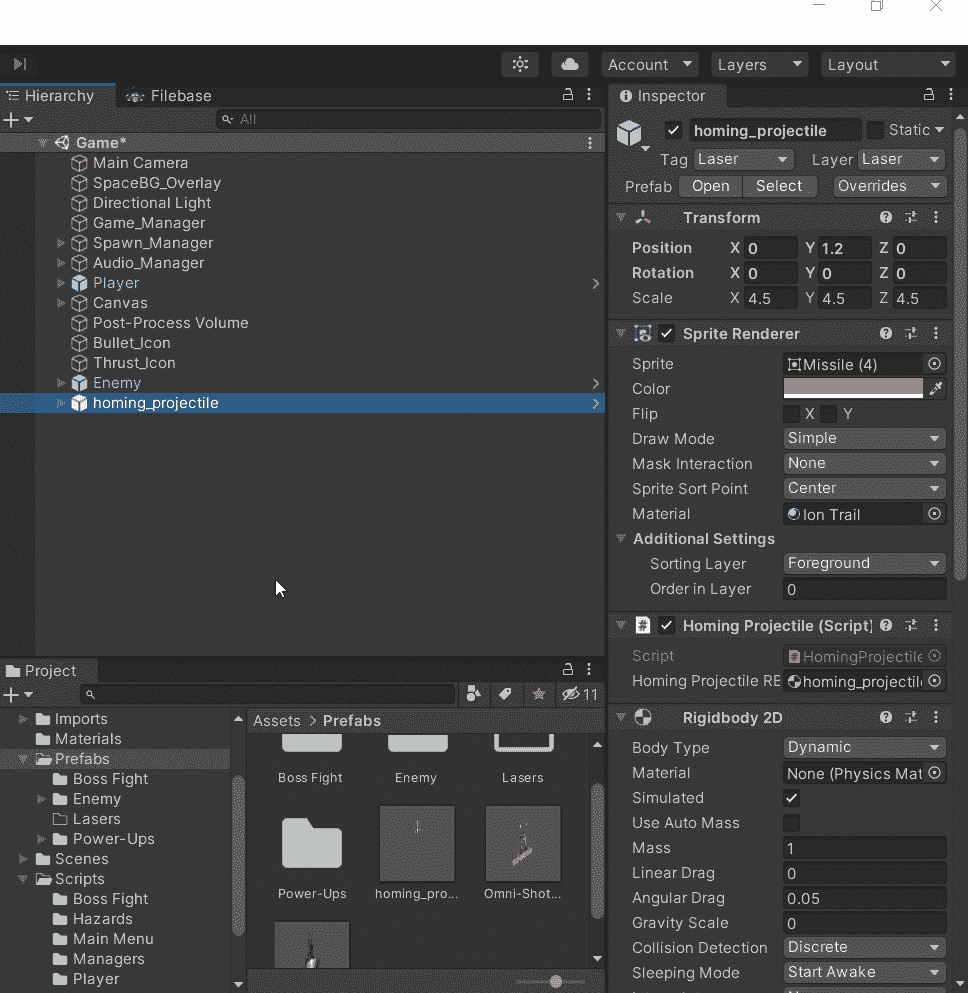 Account Layers Layout
Hierarchy Filebase
All
Game*
Main Camera
SpaceBG_Overlay
Directional Light
Game_Manager
Spawn_Manager
Audio_Manager
Player
Canvas
Post-Process Volume
Bullet_Icon
Thrust_Icon
Enemy
homing_projectile
Project
11
Imports
Materials
Prefabs
Boss Fight
Enemy
Lasers
Power-Ups
Scenes
Scripts
Boss Fight
Hazards
Main Menu
Managers
Player
Assets > Prefabs
Boss Fight Enemy Lasers
Power-Ups homing_pro... Omni-Shot...
Inspector
homing_projectile Static
Tag Laser Layer Laser
Prefab Open Select Overrides
Transform
Position X 0 Y 1.2 Z 0
Rotation X 0 Y 0 Z 0
Scale X 4.5 Y 4.5 Z 4.5
Sprite Renderer
Sprite Missile (4)
Color
Flip X Y
Draw Mode Simple
Mask Interaction None
Sprite Sort Point Center
Material Ion Trail
Additional Settings
Sorting Layer Foreground
Order in Layer 0
# Homing Projectile (Script)
Script # HomingProjectile
Homing Projectile RE homing_projectil
Rigidbody 2D
Body Type Dynamic
Material None (Physics Mat
Simulated
Use Auto Mass
Mass 1
Linear Drag 0
Angular Drag 0.05
Gravity Scale 0
Collision Detection Discrete
Sleeping Mode Start Awake